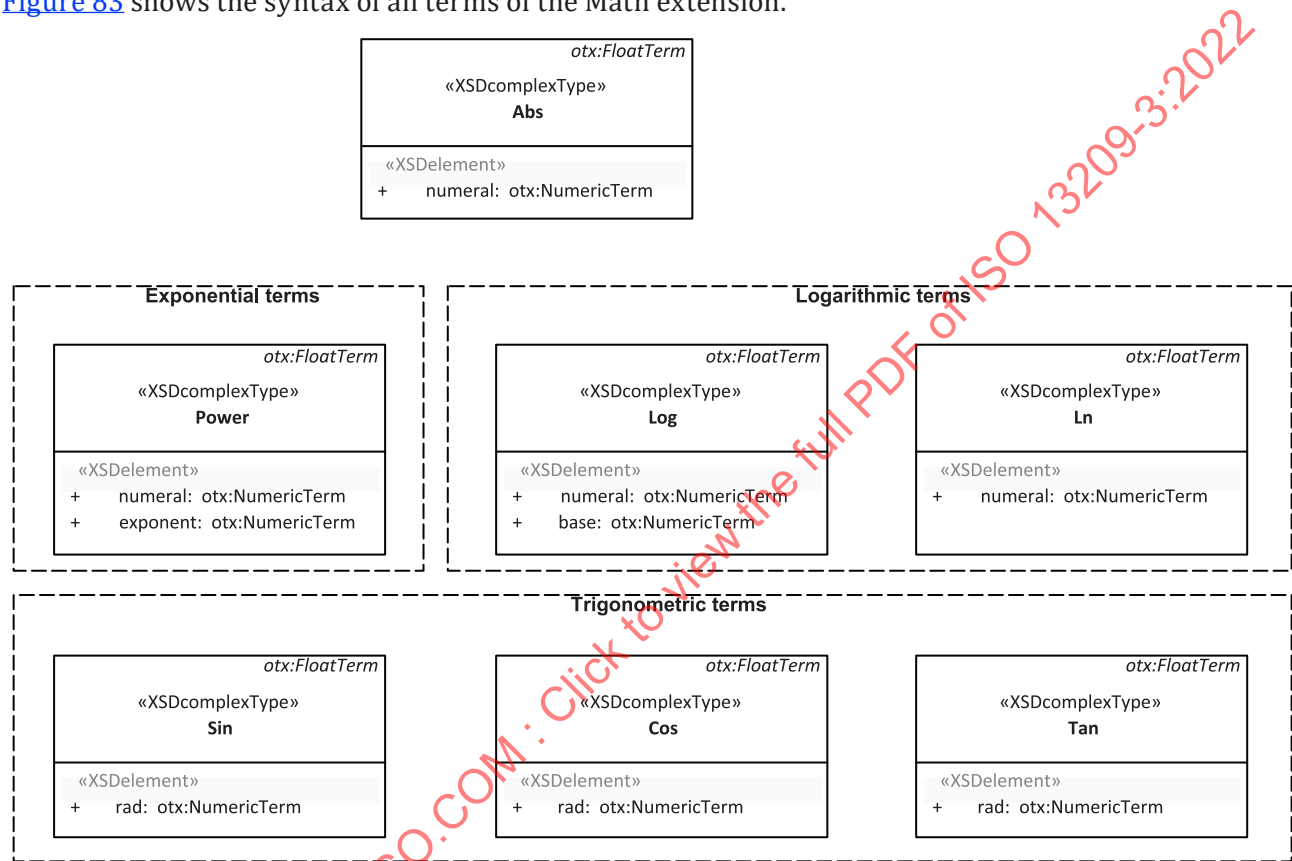 Figure 83 shows the syntax of all terms of the Math extension.
otx:FloatTerm
«XSDcomplexType»
Abs
«XSDelement»
+ numeral: otx:NumericTerm
Exponential terms
otx:FloatTerm
«XSDcomplexType»
Power
«XSDelement»
+ numeral: otx:NumericTerm
+ exponent: otx:NumericTerm
Logarithmic terms
otx:FloatTerm
«XSDcomplexType»
Log
«XSDelement»
+ numeral: otx:NumericTerm
+ base: otx:NumericTerm
otx:FloatTerm
«XSDcomplexType»
Ln
«XSDelement»
+ numeral: otx:NumericTerm
Trigonometric terms
otx:FloatTerm
«XSDcomplexType»
Sin
«XSDelement»
+ rad: otx:NumericTerm
otx:FloatTerm
«XSDcomplexType»
Cos
«XSDelement»
+ rad: otx:NumericTerm
otx:FloatTerm
«XSDcomplexType»
Tan
«XSDelement»
+ rad: otx:NumericTerm
SO.COM : Click to view the full PDF of ISO 13209-3:2022